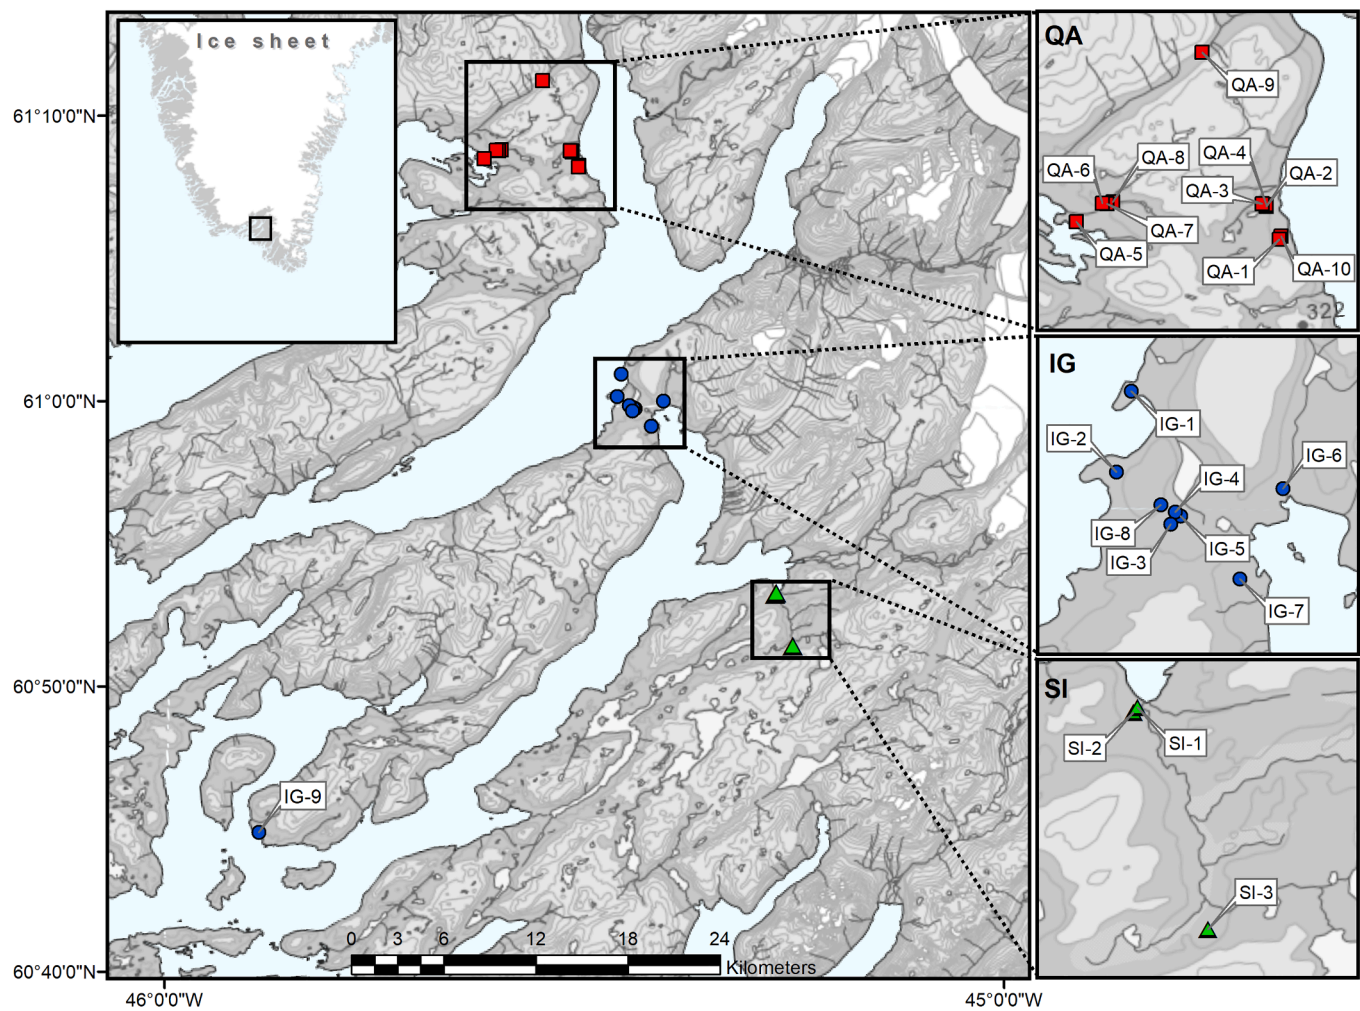 Ice sheet
61°10'0"N
61°0'0"N
60°50'0"N
60°40'0"N
46°0'0"W
45°0'0"W
IG-9
0 3 6 12 18 24
Kilometers
QA
QA-9
QA-8
QA-4
QA-6
QA-2
QA-3
QA-7
QA-5
QA-1
QA-10
322
IG
IG-1
IG-2
IG-6
IG-4
IG-8
IG-5
IG-3
IG-7
SI
SI-2
SI-1
SI-3